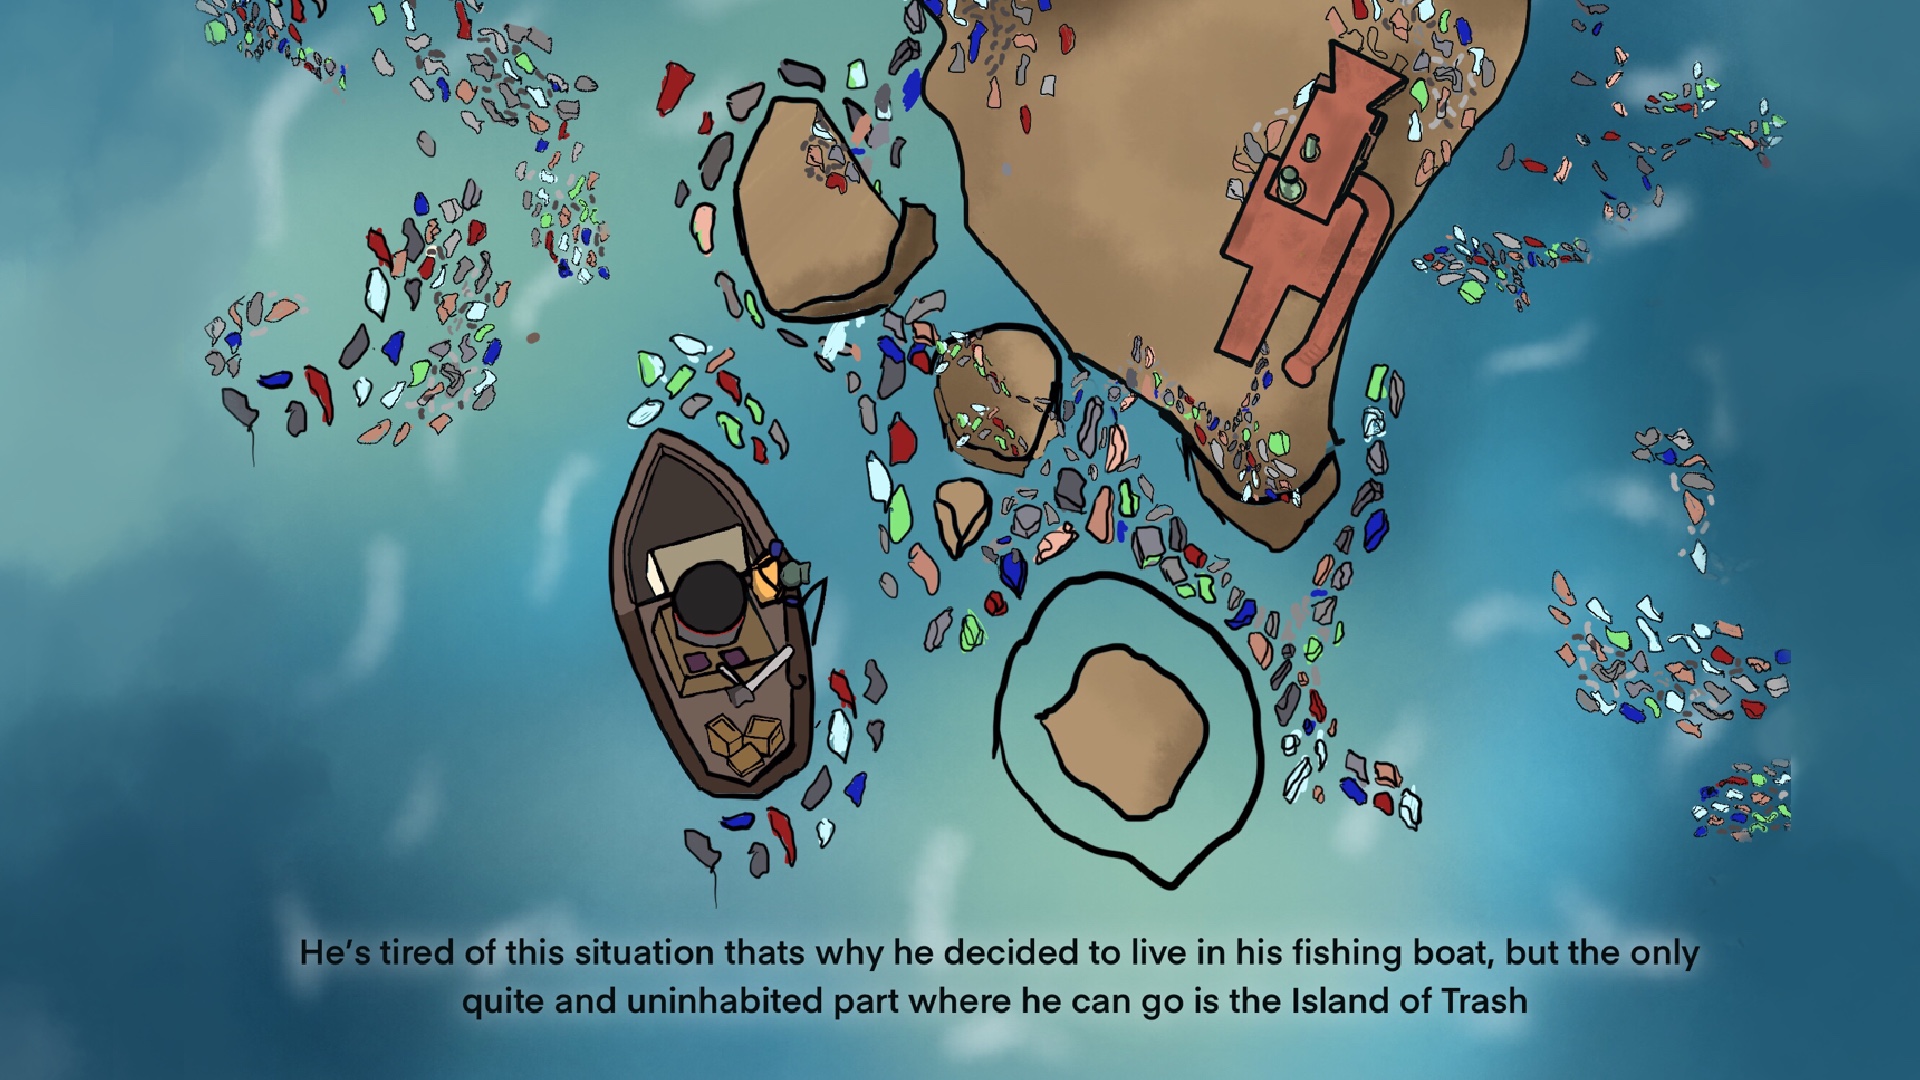 He's tired of this situation thats why he decided to live in his fishing boat, but the only
quite and uninhabited part where he can go is the Island of Trash